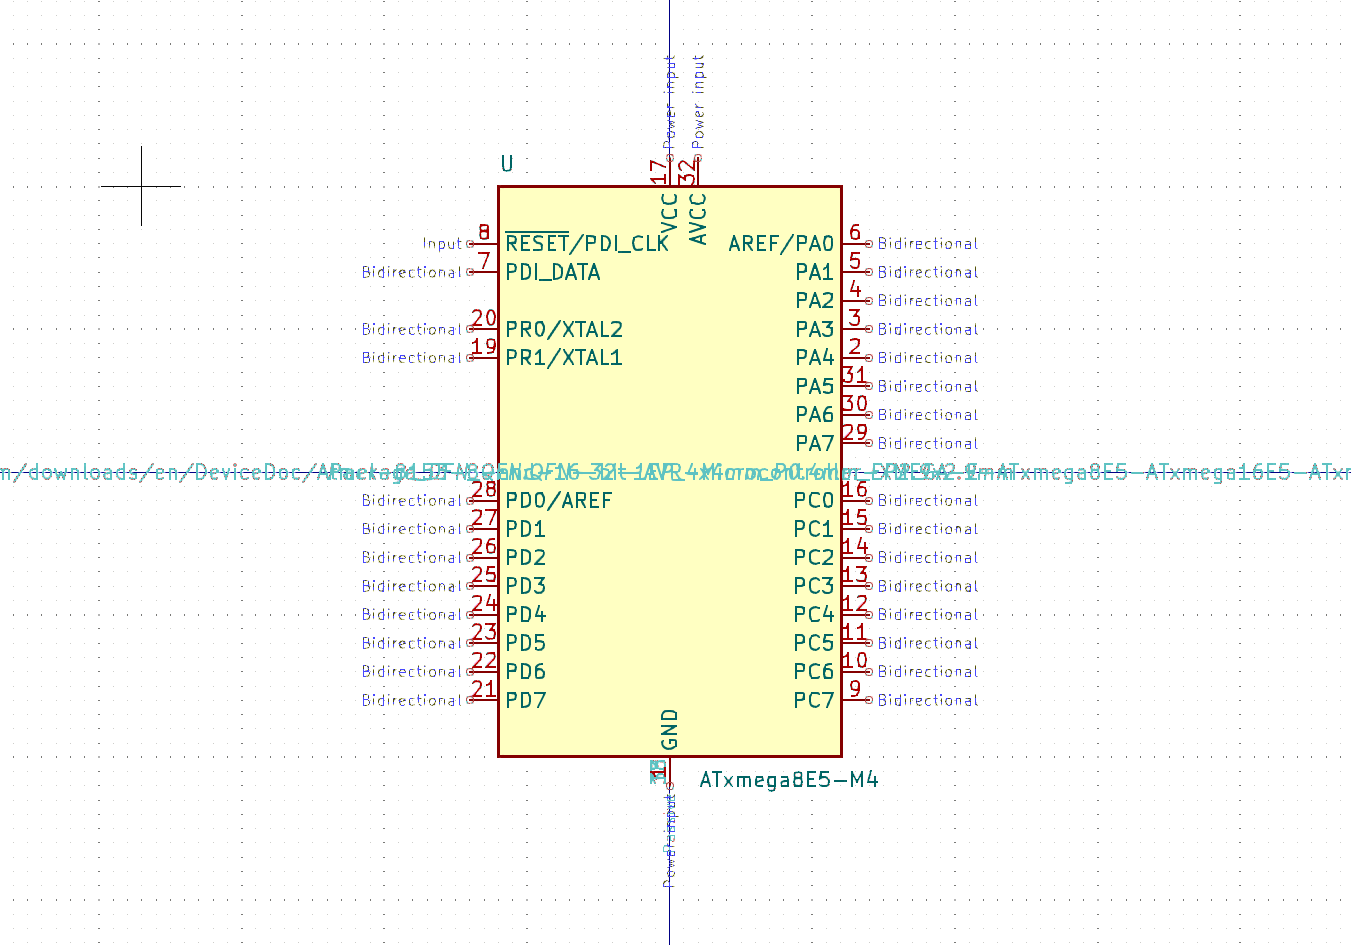 Power input
Power input
U
17
32
VCC
AVCC
Input 8 RESET/PDI_CLK
AREF/PA0 6 Bidirectional
Bidirectional 7 PDI_DATA
PA1 5 Bidirectional
PA2 4 Bidirectional
Bidirectional 20 PR0/XTAL2
PA3 3 Bidirectional
Bidirectional 19 PR1/XTAL1
PA4 2 Bidirectional
PA5 31 Bidirectional
PA6 30 Bidirectional
PA7 29 Bidirectional
n/downloads/en/DeviceDoc/
Bidirectional 28 PD0/AREF
PC0 16 Bidirectional
Bidirectional 27 PD1
PC1 15 Bidirectional
Bidirectional 26 PD2
PC2 14 Bidirectional
Bidirectional 25 PD3
PC3 13 Bidirectional
Bidirectional 24 PD4
PC4 12 Bidirectional
Bidirectional 23 PD5
PC5 11 Bidirectional
Bidirectional 22 PD6
PC6 10 Bidirectional
Bidirectional 21 PD7
PC7 9 Bidirectional
GND
1
ATxmega8E5-M4
Power input